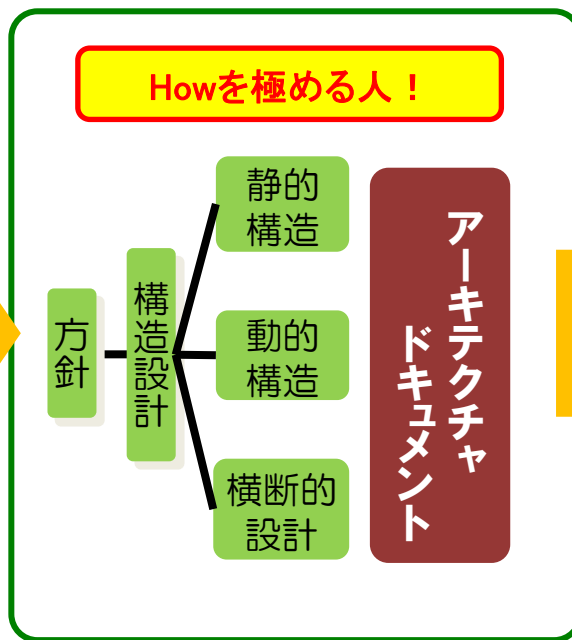 Howを極める人！
方針
構造設計
静的
構造
動的
構造
横断的
設計
アーキテクチャ
ドキュメント